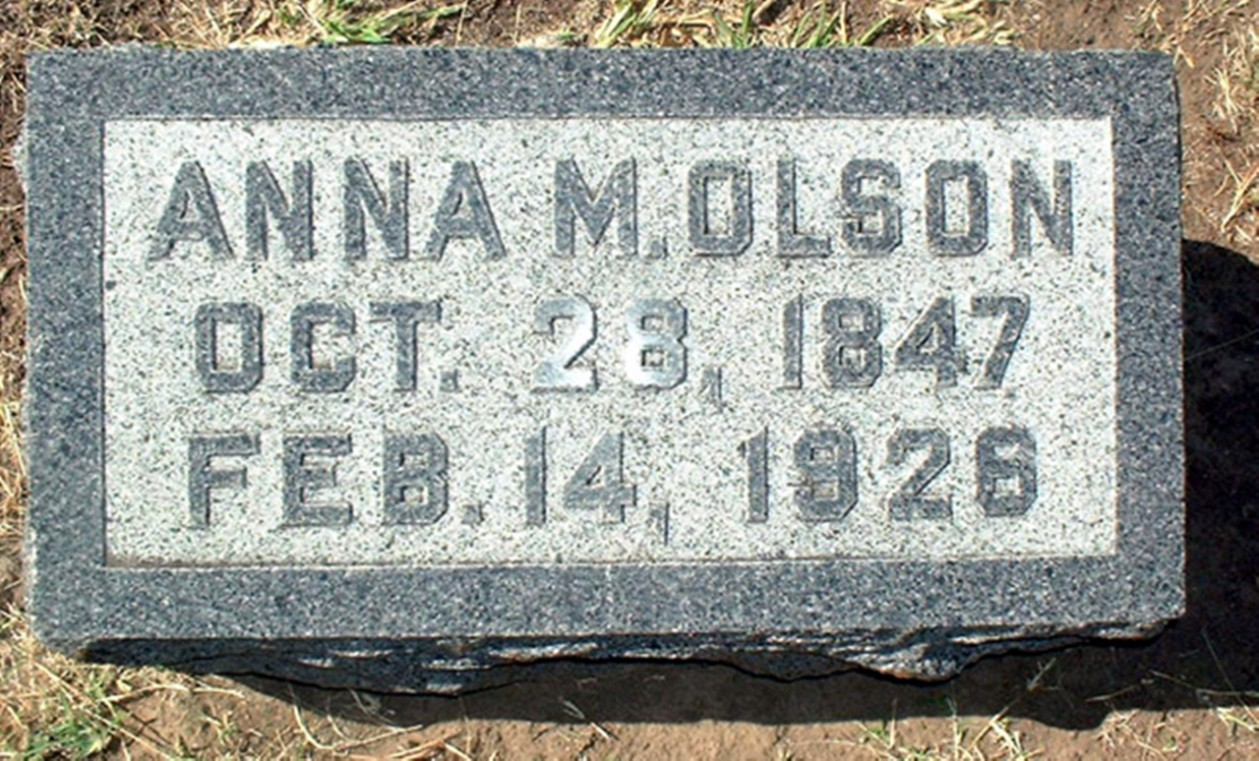 ANNA M. OLSON
OCT. 28, 1847
FEB. 14, 1926